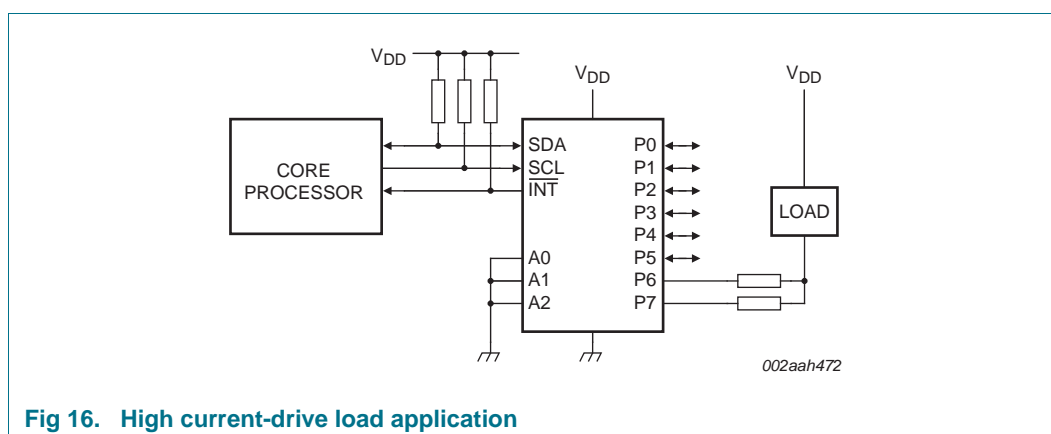 VDD
VDD
VDD
CORE
PROCESSOR
SDA
SCL
INT
A0
A1
A2
P0
P1
P2
P3
P4
P5
P6
P7
LOAD
002aah472
Fig 16. High current-drive load application